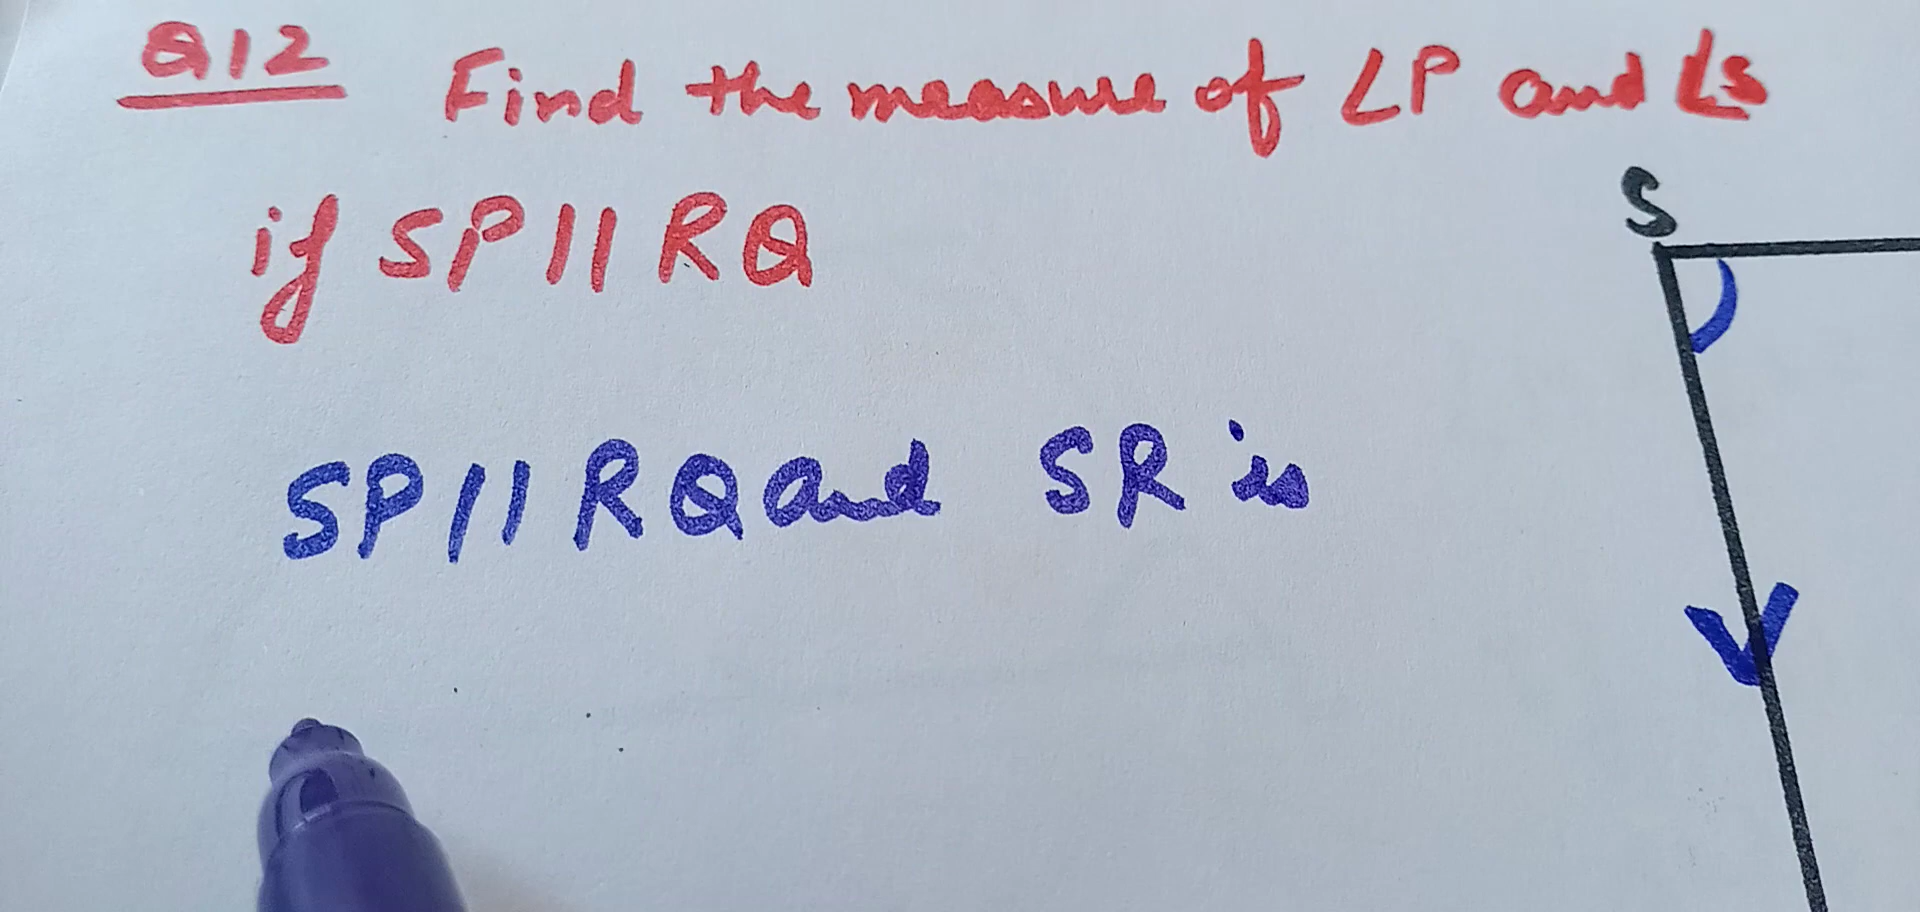 Q12 Find the measure of ∠P and ∠S
if SP || RQ
S
SP || RQ and SR is